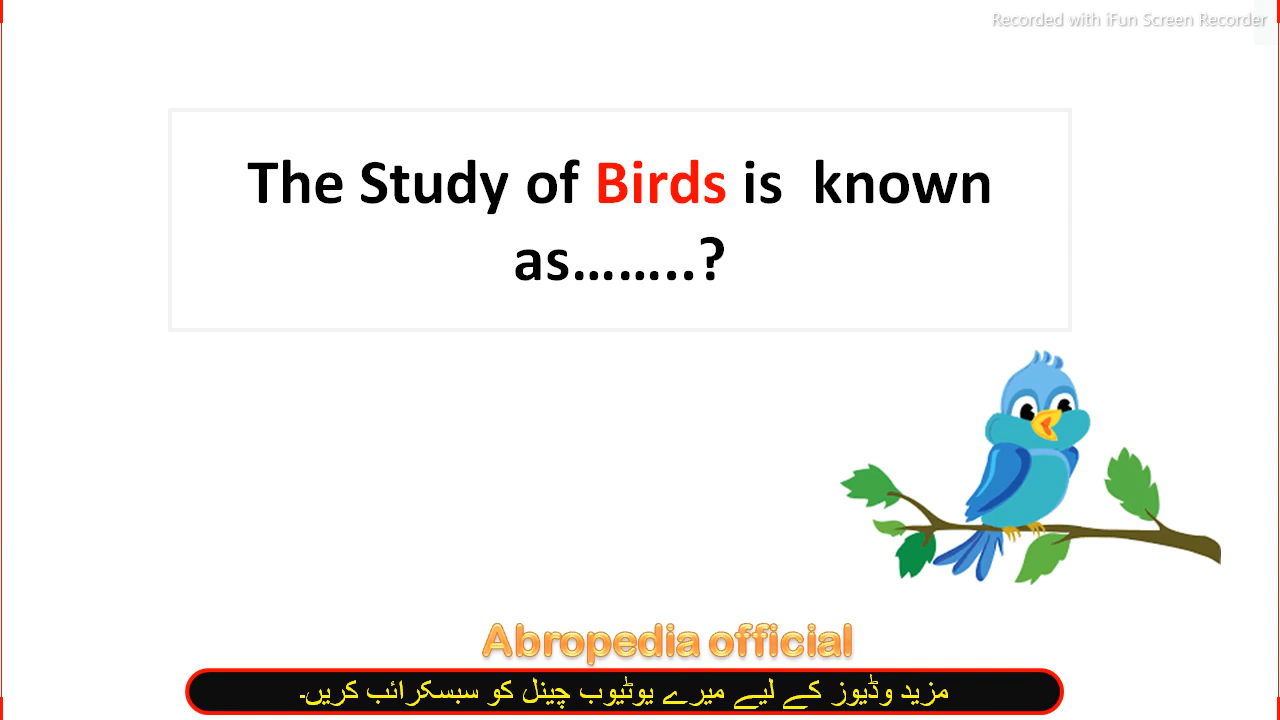 Recorded with iFun Screen Recorder
The Study of Birds is known
as……..?
Abropedia official
مزید وڈیوز کے لیے میرے یوٹیوب چینل کو سبسکرائب کریں۔